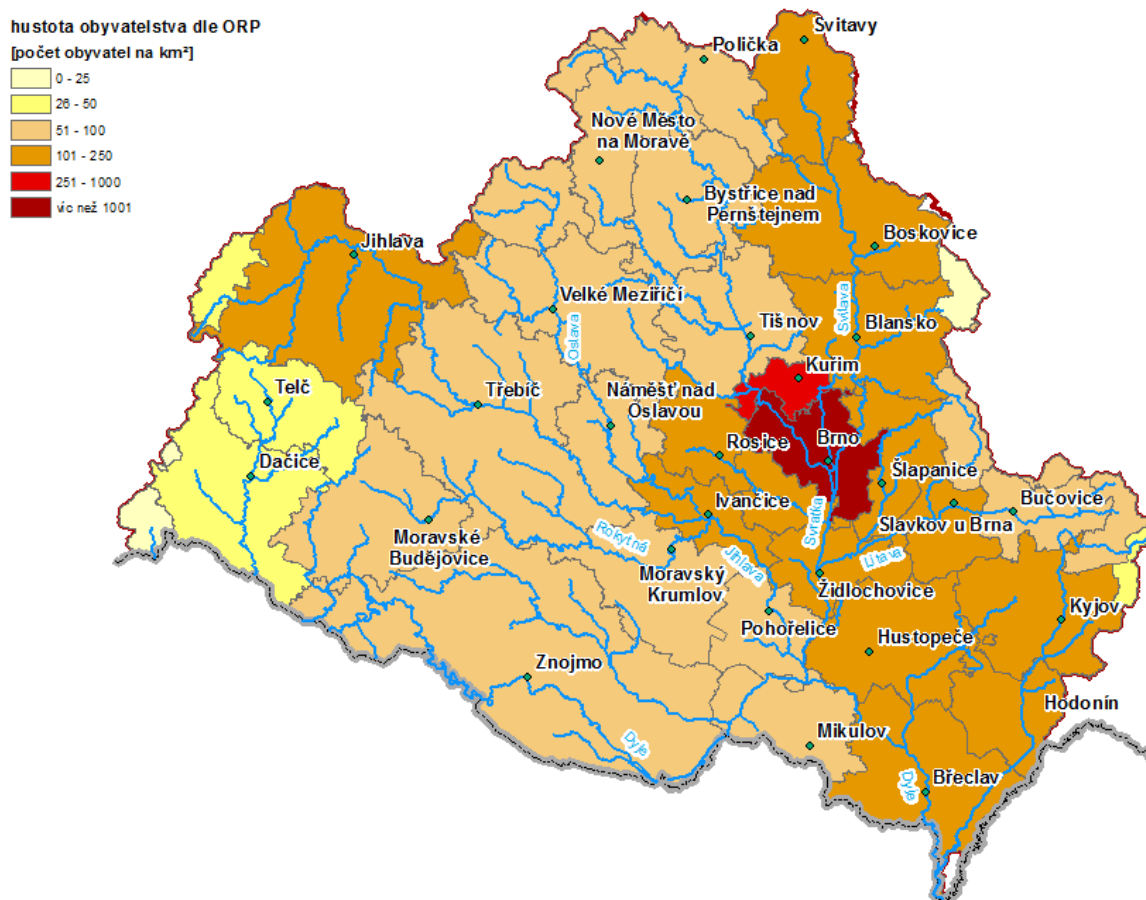 hustota obyvatelstva dle ORP
[počet obyvatel na km²]
0 - 25
26 - 50
51 - 100
101 - 250
251 - 1000
víc než 1001
Svitavy
Polička
Nové Město
na Moravě
Bystřice nad
Pernštejnem
Boskovice
Jihlava
Velké Meziříčí
Oslava
Svitava
Tišnov
Blansko
Kuřim
Telč
Třebíč
Náměšť nad
Oslavou
Rosice
Brno
Dačice
Šlapanice
Ivančice
Svratka
Slavkov u Brna
Bučovice
Moravské
Budějovice
Rokytná
Jihlava
Litava
Moravský
Krumlov
Židlochovice
Pohořelice
Kyjov
Hustopeče
Znojmo
Hodonín
Mikulov
Dyje
Dyje
Břeclav